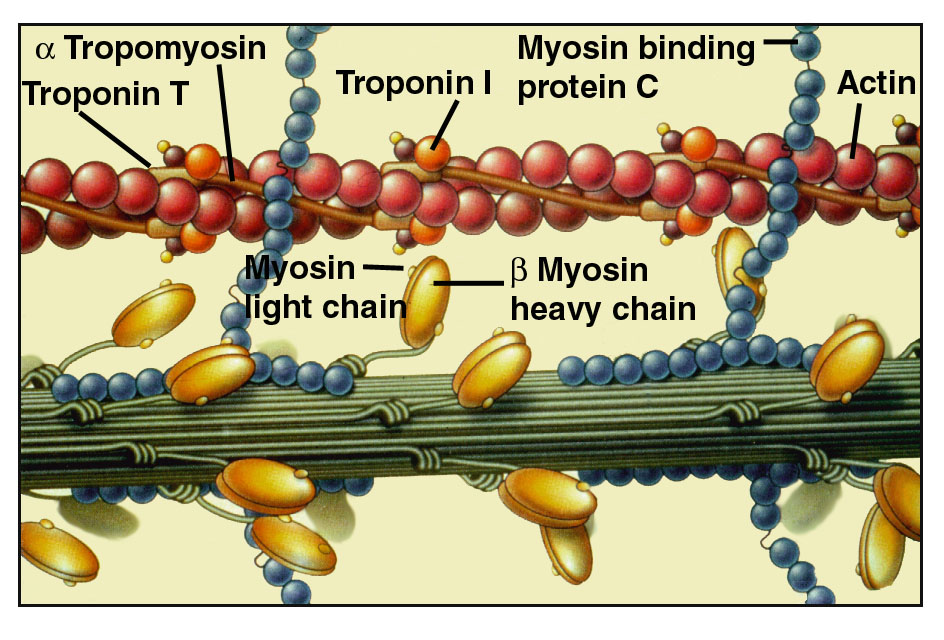 α Tropomyosin
Troponin T
Troponin I
Myosin binding
protein C
Actin
Myosin
light chain
β Myosin
heavy chain